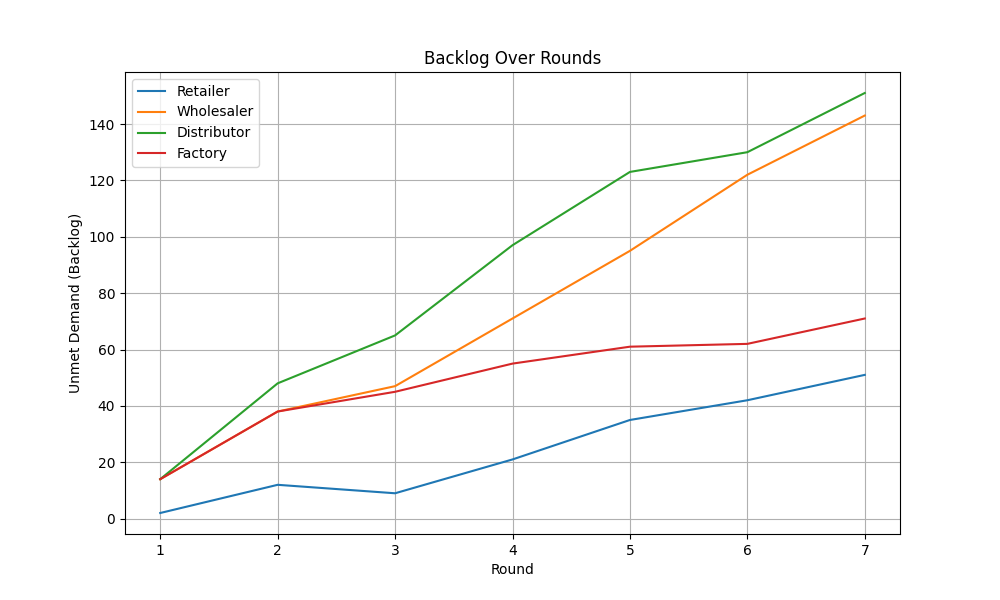 Backlog Over Rounds
Retailer
Wholesaler
Distributor
Factory
Unmet Demand (Backlog)
140
120
100
80
60
40
20
0
1 2 3 4 5 6 7
Round